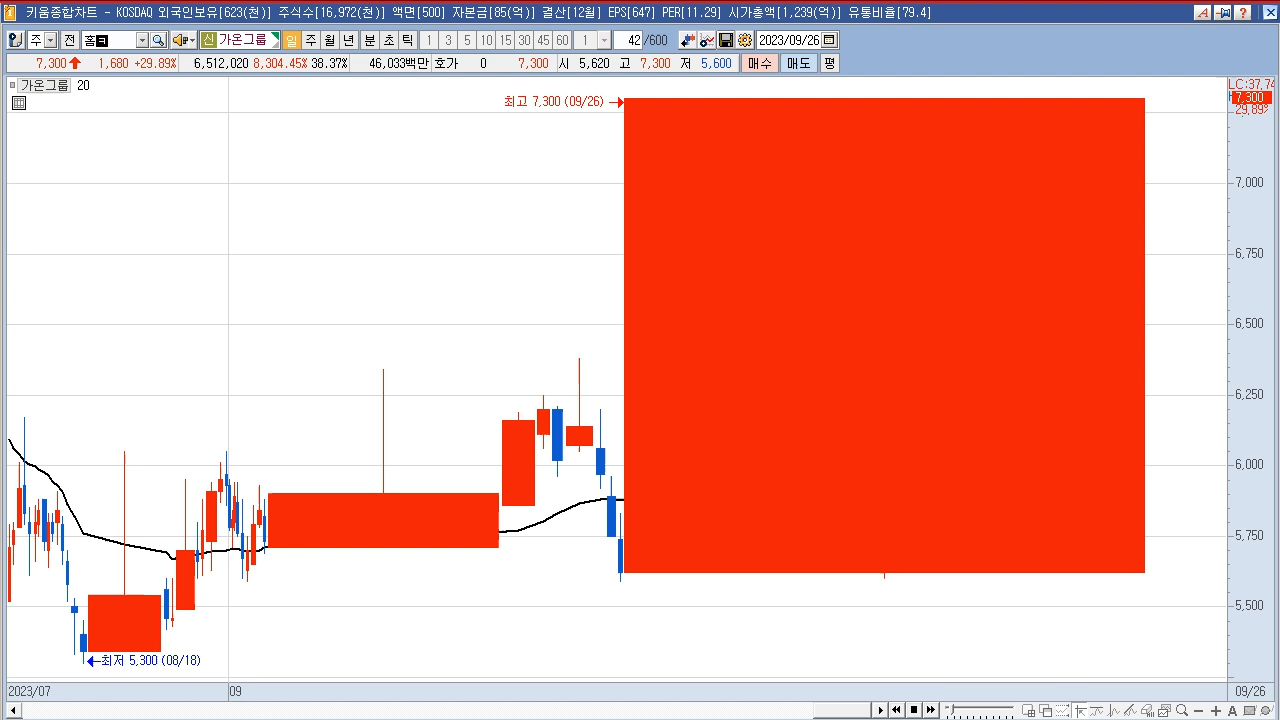 키움종합차트 - KOSDAQ 외국인보유[623(천)] 주식수[16,972(천)] 액면[500] 자본금[85(억)] 결산[12월] EPS[647] PER[11.29] 시가총액[1,239(억)] 유통비율[79.4]
주 전 홈 신 가온그룹 일 주 월 년 분 초 틱 1 3 5 10 15 30 45 60 1 42 /600 2023/09/26
7,300 1,680 +29.89% 6,512,020 8,304.45% 38.37% 46,033백만 호가 0 7,300 시 5,620 고 7,300 저 5,600 매수 매도 평
가온그룹 20
LC:37,74
최고 7,300 (09/26)
7,300
29.89%
7,000
6,750
6,500
6,250
6,000
5,750
5,500
최저 5,300 (08/18)
2023/07 09 09/26